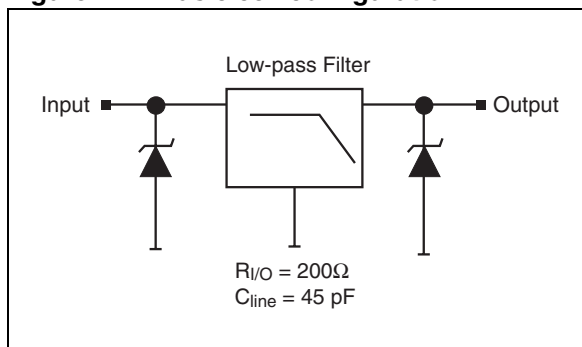 Low-pass Filter
Input
Output
RI/O = 200Ω
Cline = 45 pF